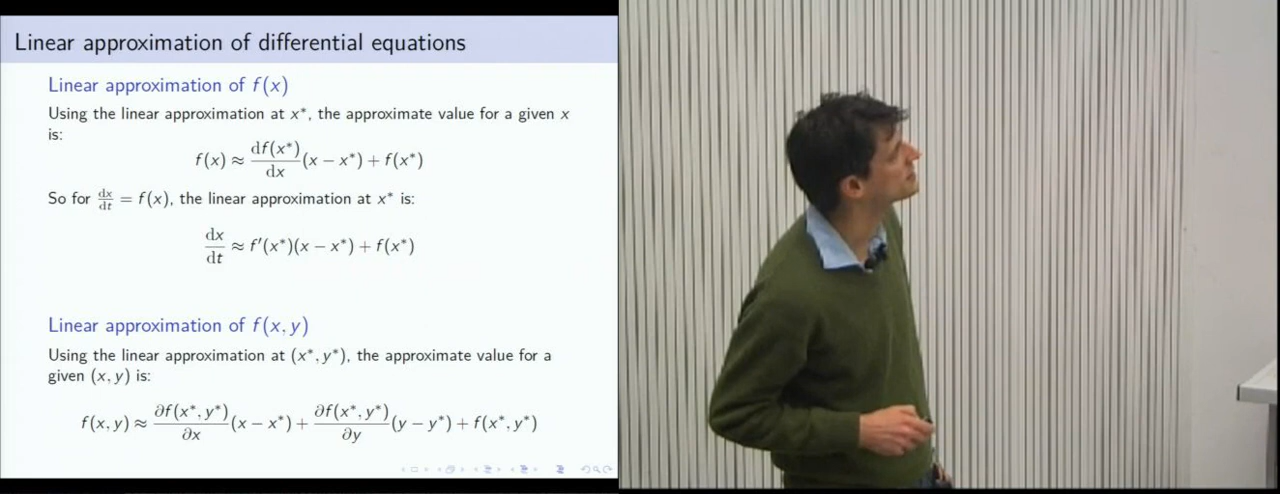 Linear approximation of differential equations
Linear approximation of f(x)
Using the linear approximation at x*, the approximate value for a given x
is:
f(x) ≈ df(x*)/dx (x − x*) + f(x*)
So for dx/dt = f(x), the linear approximation at x* is:
dx/dt ≈ f′(x*)(x − x*) + f(x*)
Linear approximation of f(x, y)
Using the linear approximation at (x*, y*), the approximate value for a
given (x, y) is:
f(x, y) ≈ ∂f(x*, y*)/∂x (x − x*) + ∂f(x*, y*)/∂y (y − y*) + f(x*, y*)